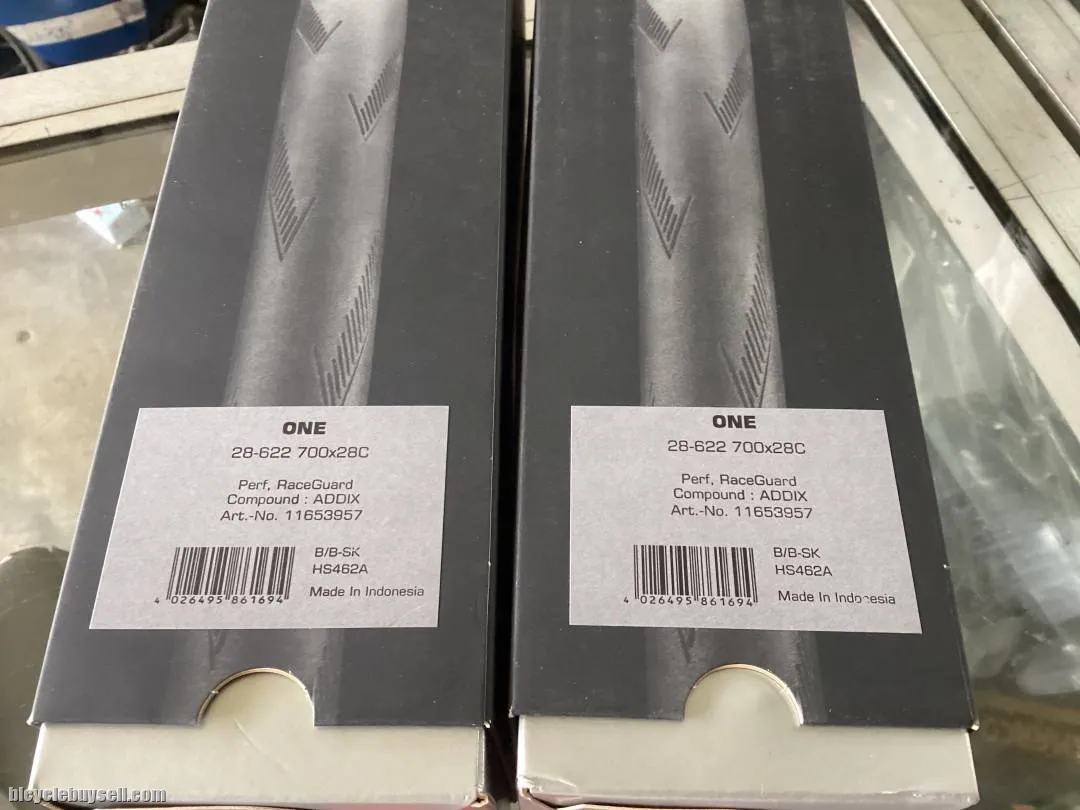 ONE
28-622 700x28C
Perf, RaceGuard
Compound : ADDIX
Art.-No. 11653957
B/B-SK
HS462A
Made In Indonesia
4 026495 861694
ONE
28-622 700x28C
Perf, RaceGuard
Compound : ADDIX
Art.-No. 11653957
B/B-SK
HS462A
Made In Indonesia
4 026495 861694
bicyclebuysell.com